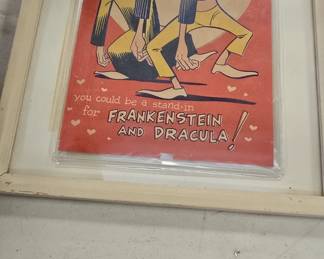 you could be a stand-in
for FRANKENSTEIN
AND DRACULA!